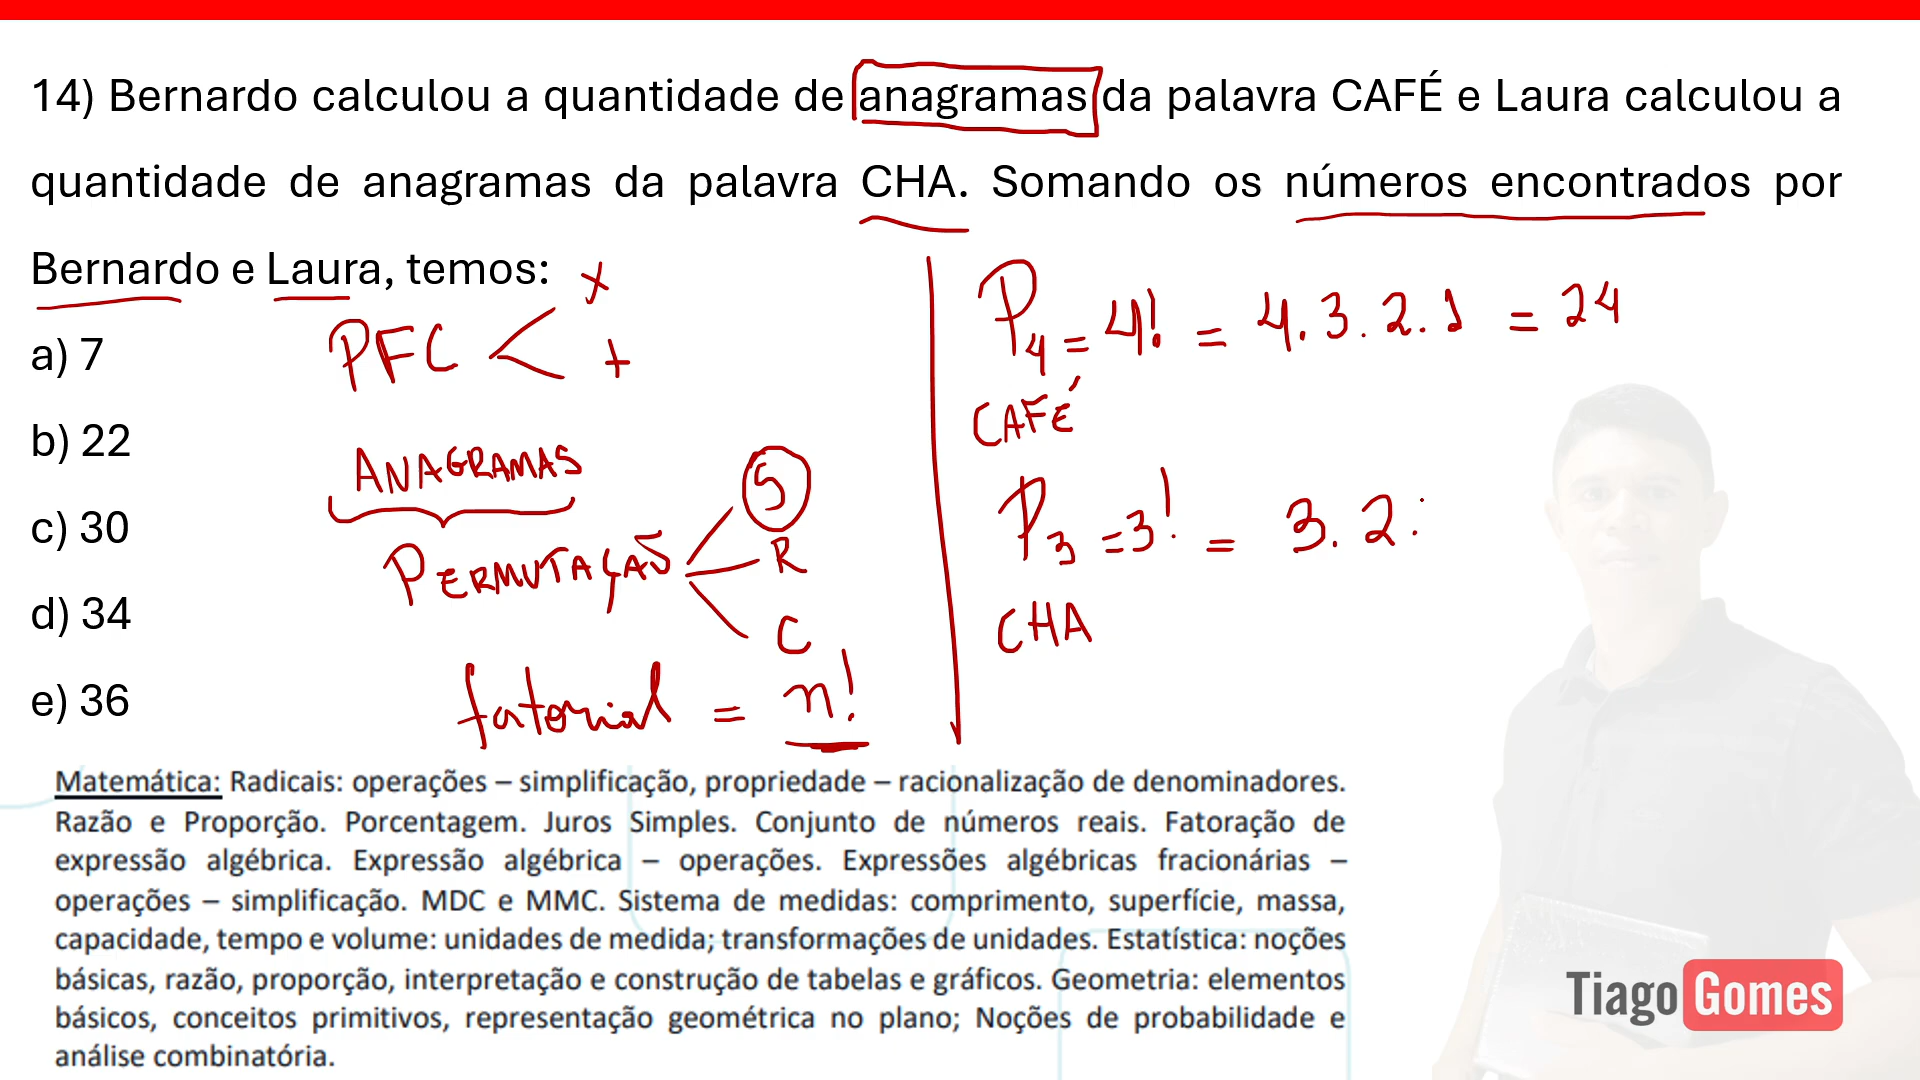 14) Bernardo calculou a quantidade de anagramas da palavra CAFÉ e Laura calculou a
quantidade de anagramas da palavra CHA. Somando os números encontrados por
Bernardo e Laura, temos:
a) 7
b) 22
c) 30
d) 34
e) 36
x
PFC <
+
ANAGRAMAS
PERMUTAÇÃO
S
R
C
fatorial = n!
P4 = 4! = 4.3.2.1 = 24
CAFÉ
P3 = 3! = 3.2.
CHA
Matemática: Radicais: operações – simplificação, propriedade – racionalização de denominadores.
Razão e Proporção. Porcentagem. Juros Simples. Conjunto de números reais. Fatoração de
expressão algébrica. Expressão algébrica – operações. Expressões algébricas fracionárias –
operações – simplificação. MDC e MMC. Sistema de medidas: comprimento, superfície, massa,
capacidade, tempo e volume: unidades de medida; transformações de unidades. Estatística: noções
básicas, razão, proporção, interpretação e construção de tabelas e gráficos. Geometria: elementos
básicos, conceitos primitivos, representação geométrica no plano; Noções de probabilidade e
análise combinatória.
Tiago Gomes